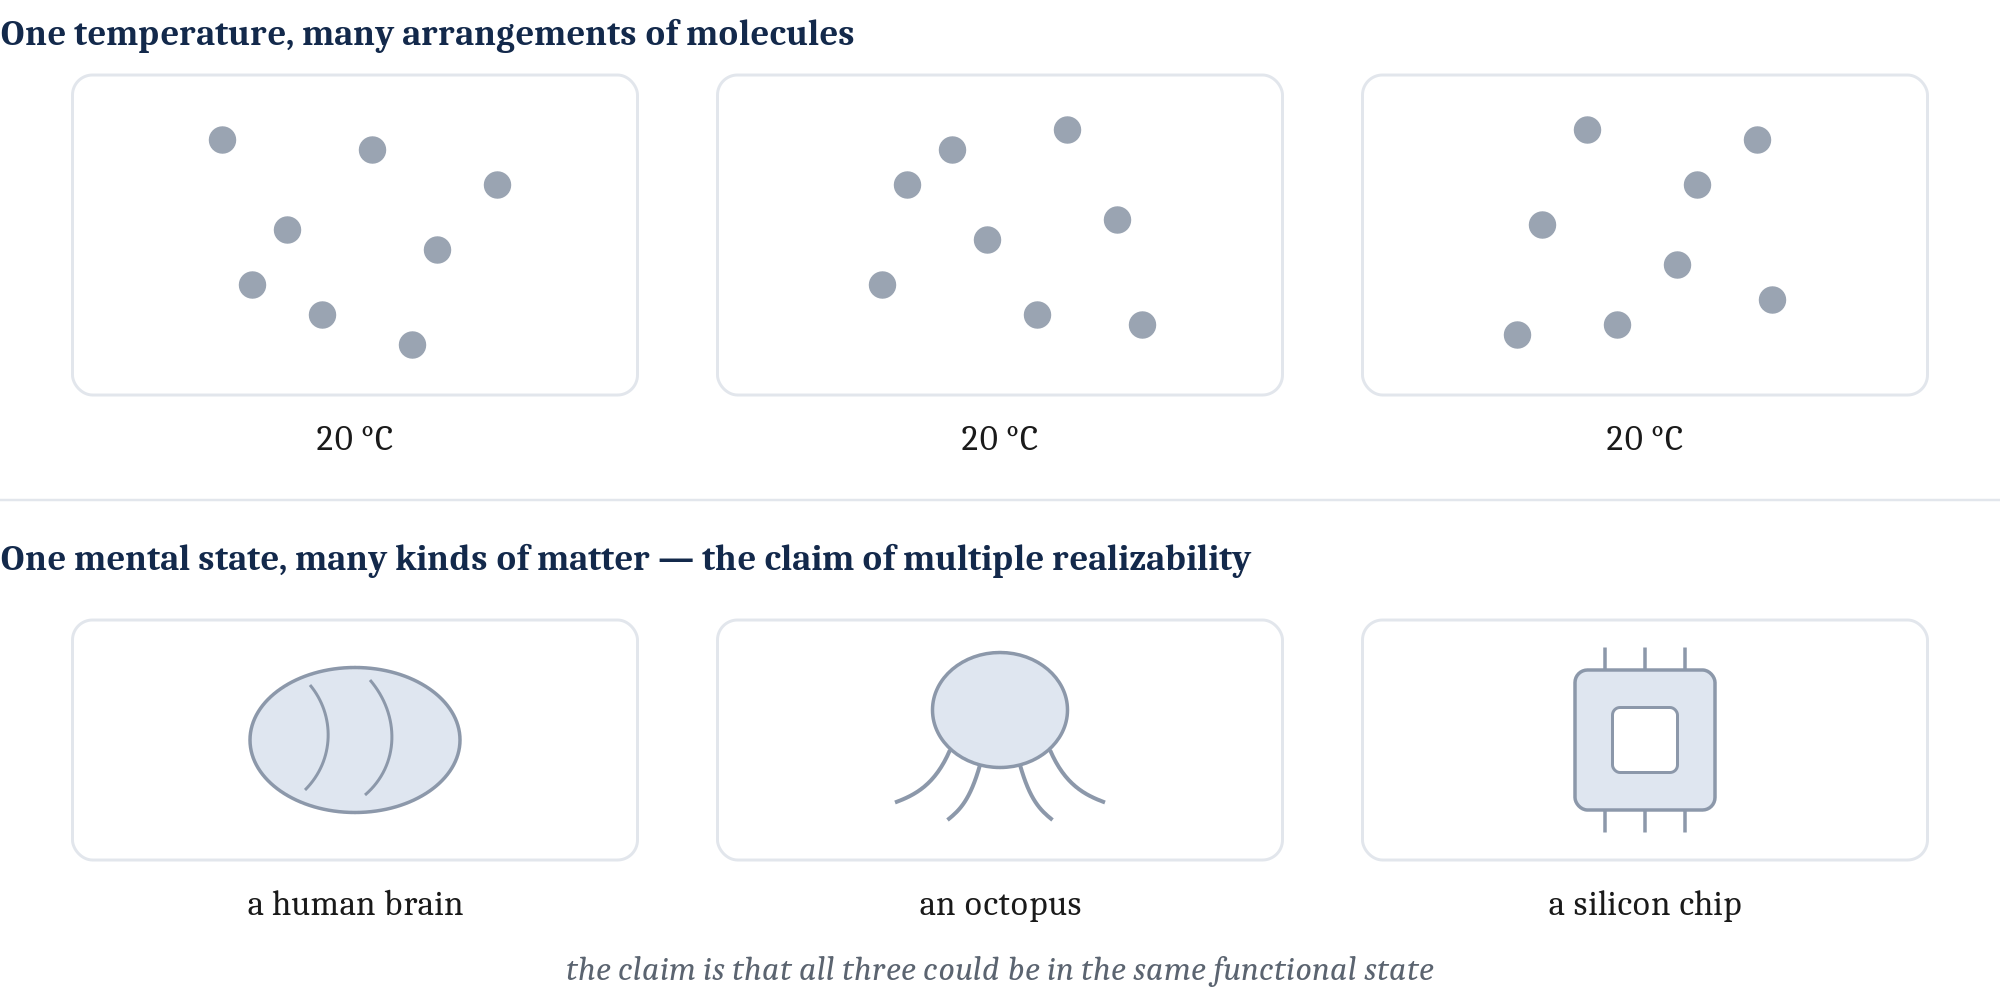 One temperature, many arrangements of molecules
20 °C
20 °C
20 °C
One mental state, many kinds of matter — the claim of multiple realizability
a human brain
an octopus
a silicon chip
the claim is that all three could be in the same functional state